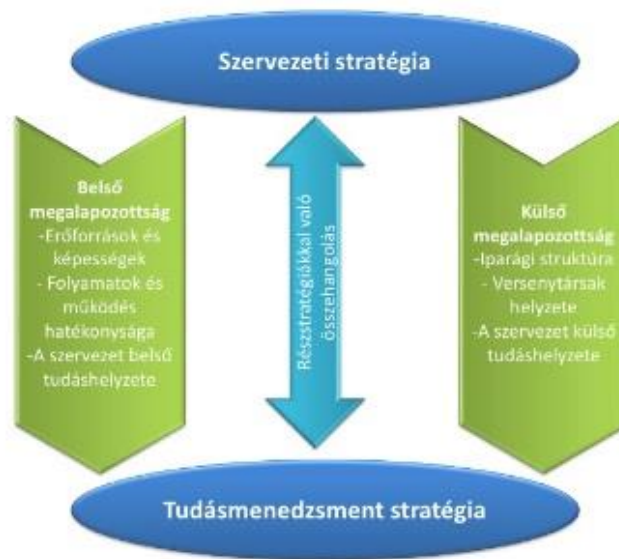 Szervezeti stratégia
Belső
megalapozottság
-Erőforrások és
képességek
- Folyamatok és
működés
hatékonysága
-A szervezet belső
tudáshelyzete
Részstratégiákkal való
összehangolás
Külső
megalapozottság
-Iparági struktúra
- Versenytársak
helyzete
-A szervezet külső
tudáshelyzete
Tudásmenedzsment stratégia